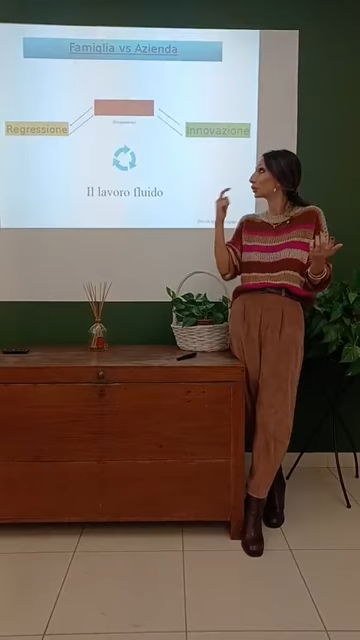 Famiglia vs Azienda
Regressione
Innovazione
Il lavoro fluido